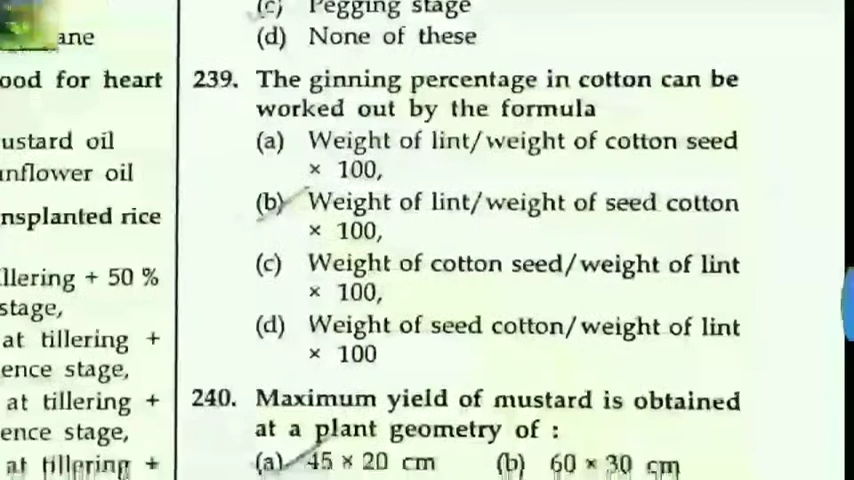 ane
ood for heart
ustard oil
nflower oil
nsplanted rice
llering + 50 %
stage,
at tillering +
ence stage,
at tillering +
ence stage,
at tillering +
(c) Pegging stage
(d) None of these
239. The ginning percentage in cotton can be
worked out by the formula
(a) Weight of lint/weight of cotton seed
× 100,
(b) Weight of lint/weight of seed cotton
× 100,
(c) Weight of cotton seed/weight of lint
× 100,
(d) Weight of seed cotton/weight of lint
× 100
240. Maximum yield of mustard is obtained
at a plant geometry of :
(a) 45 × 20 cm (b) 60 × 30 cm